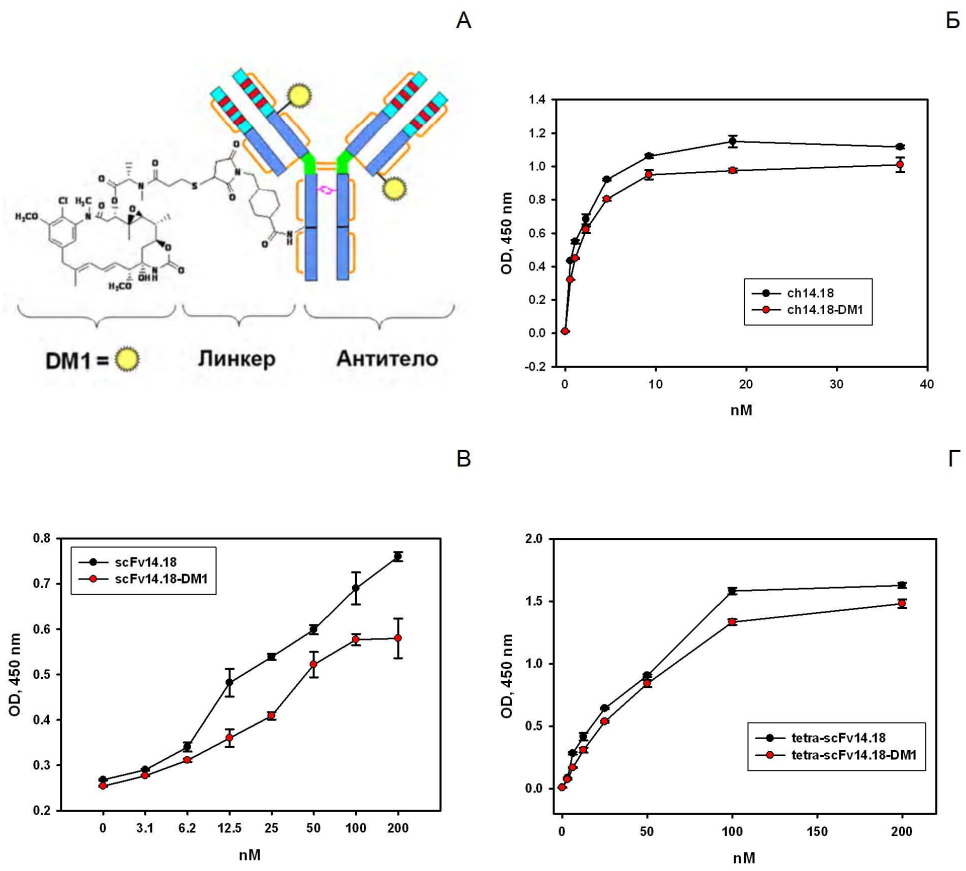 А
Б
Cl
H₃CO
H₃C
N
O
O
O
O
N
O
S
O
N
O
O
O
O
N
H
OH
H₃CO
O
N
H
DM1 =
Линкер
Антитело
OD, 450 nm
1.4
1.2
1.0
0.8
0.6
0.4
0.2
0.0
-0.2
ch14.18
ch14.18-DM1
0
10
20
30
40
nM
В
Г
OD, 450 nm
0.8
0.7
0.6
0.5
0.4
0.3
0.2
scFv14.18
scFv14.18-DM1
0
3.1
6.2
12.5
25
50
100
200
nM
OD, 450 nm
2.0
1.5
1.0
0.5
0.0
tetra-scFv14.18
tetra-scFv14.18-DM1
0
50
100
150
200
nM